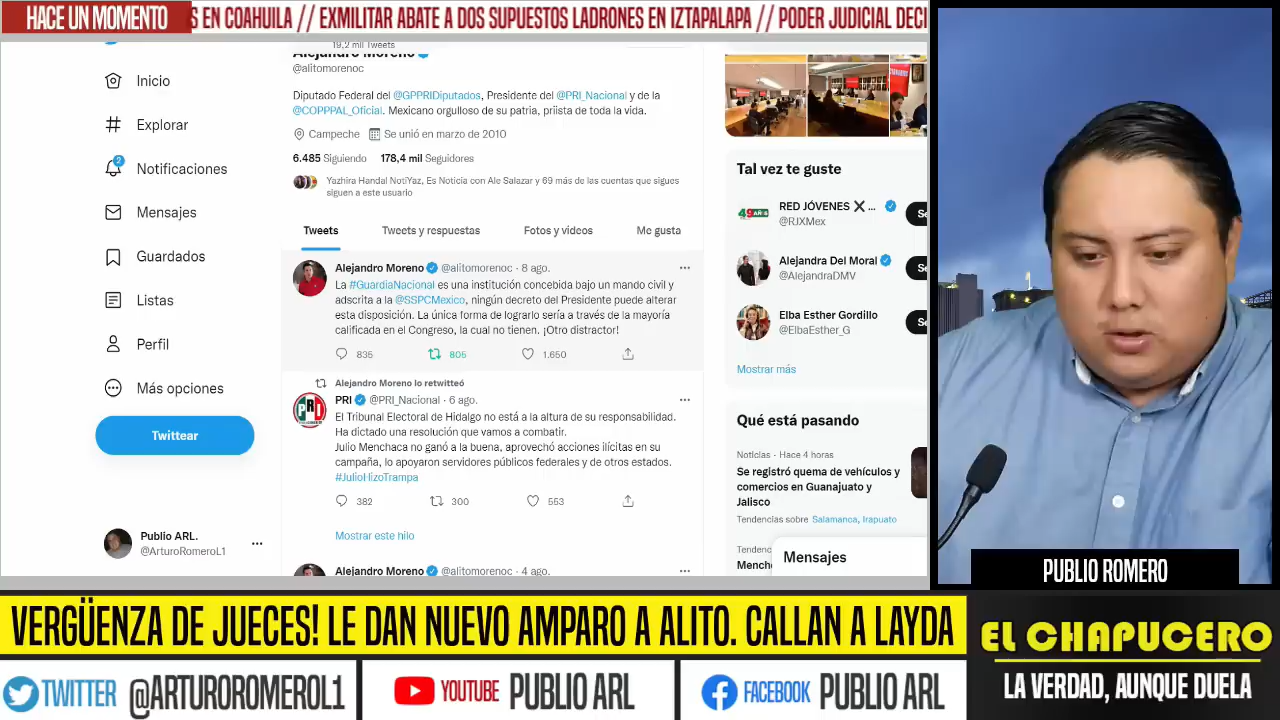 HACE UN MOMENTO
S EN COAHUILA // EXMILITAR ABATE A DOS SUPUESTOS LADRONES EN IZTAPALAPA // PODER JUDICIAL DECI
19,2 mil Tweets
Alejandro Moreno
@alitomorenoc
Diputado Federal del @GPPRIDiputados, Presidente del @PRI_Nacional y de la
@COPPPAL_Oficial. Mexicano orgulloso de su patria, priista de toda la vida.
Campeche Se unió en marzo de 2010
6.485 Siguiendo 178,4 mil Seguidores
Yazhira Handal NotiYaz, Es Noticia con Ale Salazar y 69 más de las cuentas que sigues
siguen a este usuario
Tweets Tweets y respuestas Fotos y videos Me gusta
Alejandro Moreno @alitomorenoc · 8 ago.
La #GuardiaNacional es una institución concebida bajo un mando civil y
adscrita a la @SSPCMexico, ningún decreto del Presidente puede alterar
esta disposición. La única forma de lograrlo sería a través de la mayoría
calificada en el Congreso, la cual no tienen. ¡Otro distractor!
835 805 1.650
Alejandro Moreno lo retwitteó
PRI @PRI_Nacional · 6 ago.
El Tribunal Electoral de Hidalgo no está a la altura de su responsabilidad.
Ha dictado una resolución que vamos a combatir.
Julio Menchaca no ganó a la buena, aprovechó acciones ilícitas en su
campaña, lo apoyaron servidores públicos federales y de otros estados.
#JulioHizoTrampa
382 300 553
Mostrar este hilo
Alejandro Moreno @alitomorenoc · 4 ago.
Inicio
Explorar
2
Notificaciones
Mensajes
Guardados
Listas
Perfil
Más opciones
Twittear
Publio ARL.
@ArturoRomeroL1
Tal vez te guste
RED JÓVENES X ...
@RJXMex
Se
Alejandra Del Moral
@AlejandraDMV
Se
Elba Esther Gordillo
@ElbaEsther_G
Se
Mostrar más
Qué está pasando
Noticias · Hace 4 horas
Se registró quema de vehículos y
comercios en Guanajuato y
Jalisco
Tendencias sobre Salamanca, Irapuato
Tendenc
Menchc
Mensajes
PUBLIO ROMERO
VERGÜENZA DE JUECES! LE DAN NUEVO AMPARO A ALITO. CALLAN A LAYDA
EL CHAPUCERO
LA VERDAD, AUNQUE DUELA
TWITTER @ARTUROROMEROL1
YOUTUBE PUBLIO ARL
FACEBOOK PUBLIO ARL